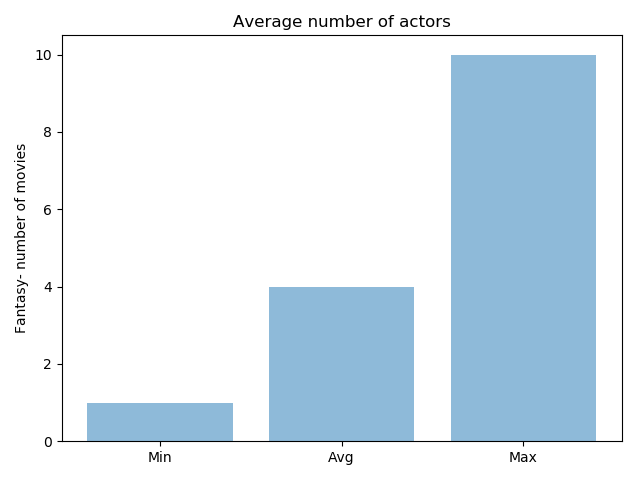 Average number of actors
Fantasy- number of movies
10
8
6
4
2
0
Min
Avg
Max